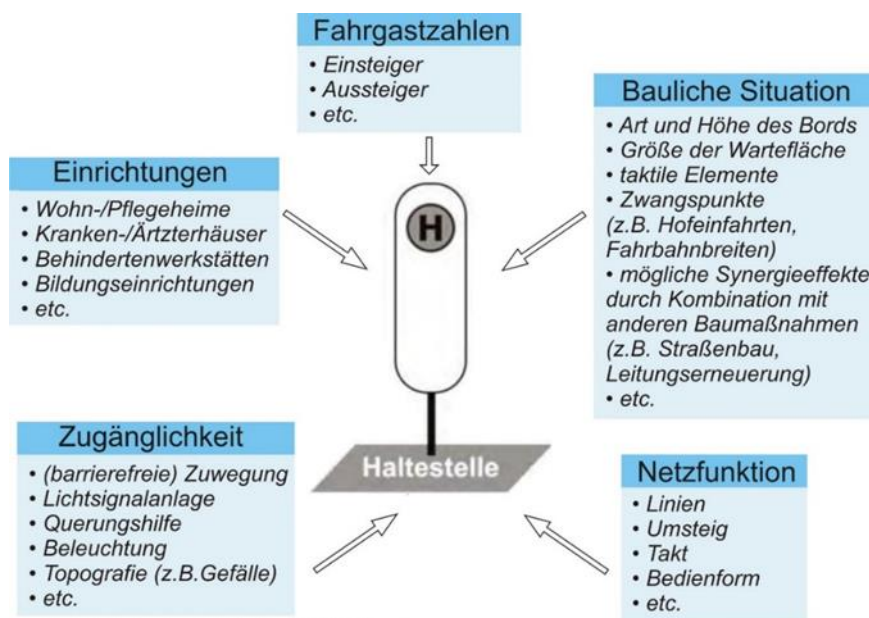 Fahrgastzahlen
• Einsteiger
• Aussteiger
• etc.
Einrichtungen
• Wohn-/Pflegeheime
• Kranken-/Ärtzterhäuser
• Behindertenwerkstätten
• Bildungseinrichtungen
• etc.
H
Bauliche Situation
• Art und Höhe des Bords
• Größe der Wartefläche
• taktile Elemente
• Zwangspunkte
(z.B. Hofeinfahrten,
Fahrbahnbreiten)
• mögliche Synergieeffekte
durch Kombination mit
anderen Baumaßnahmen
(z.B. Straßenbau,
Leitungserneuerung)
• etc.
Zugänglichkeit
• (barrierefreie) Zuwegung
• Lichtsignalanlage
• Querungshilfe
• Beleuchtung
• Topografie (z.B.Gefälle)
• etc.
Haltestelle
Netzfunktion
• Linien
• Umsteig
• Takt
• Bedienform
• etc.